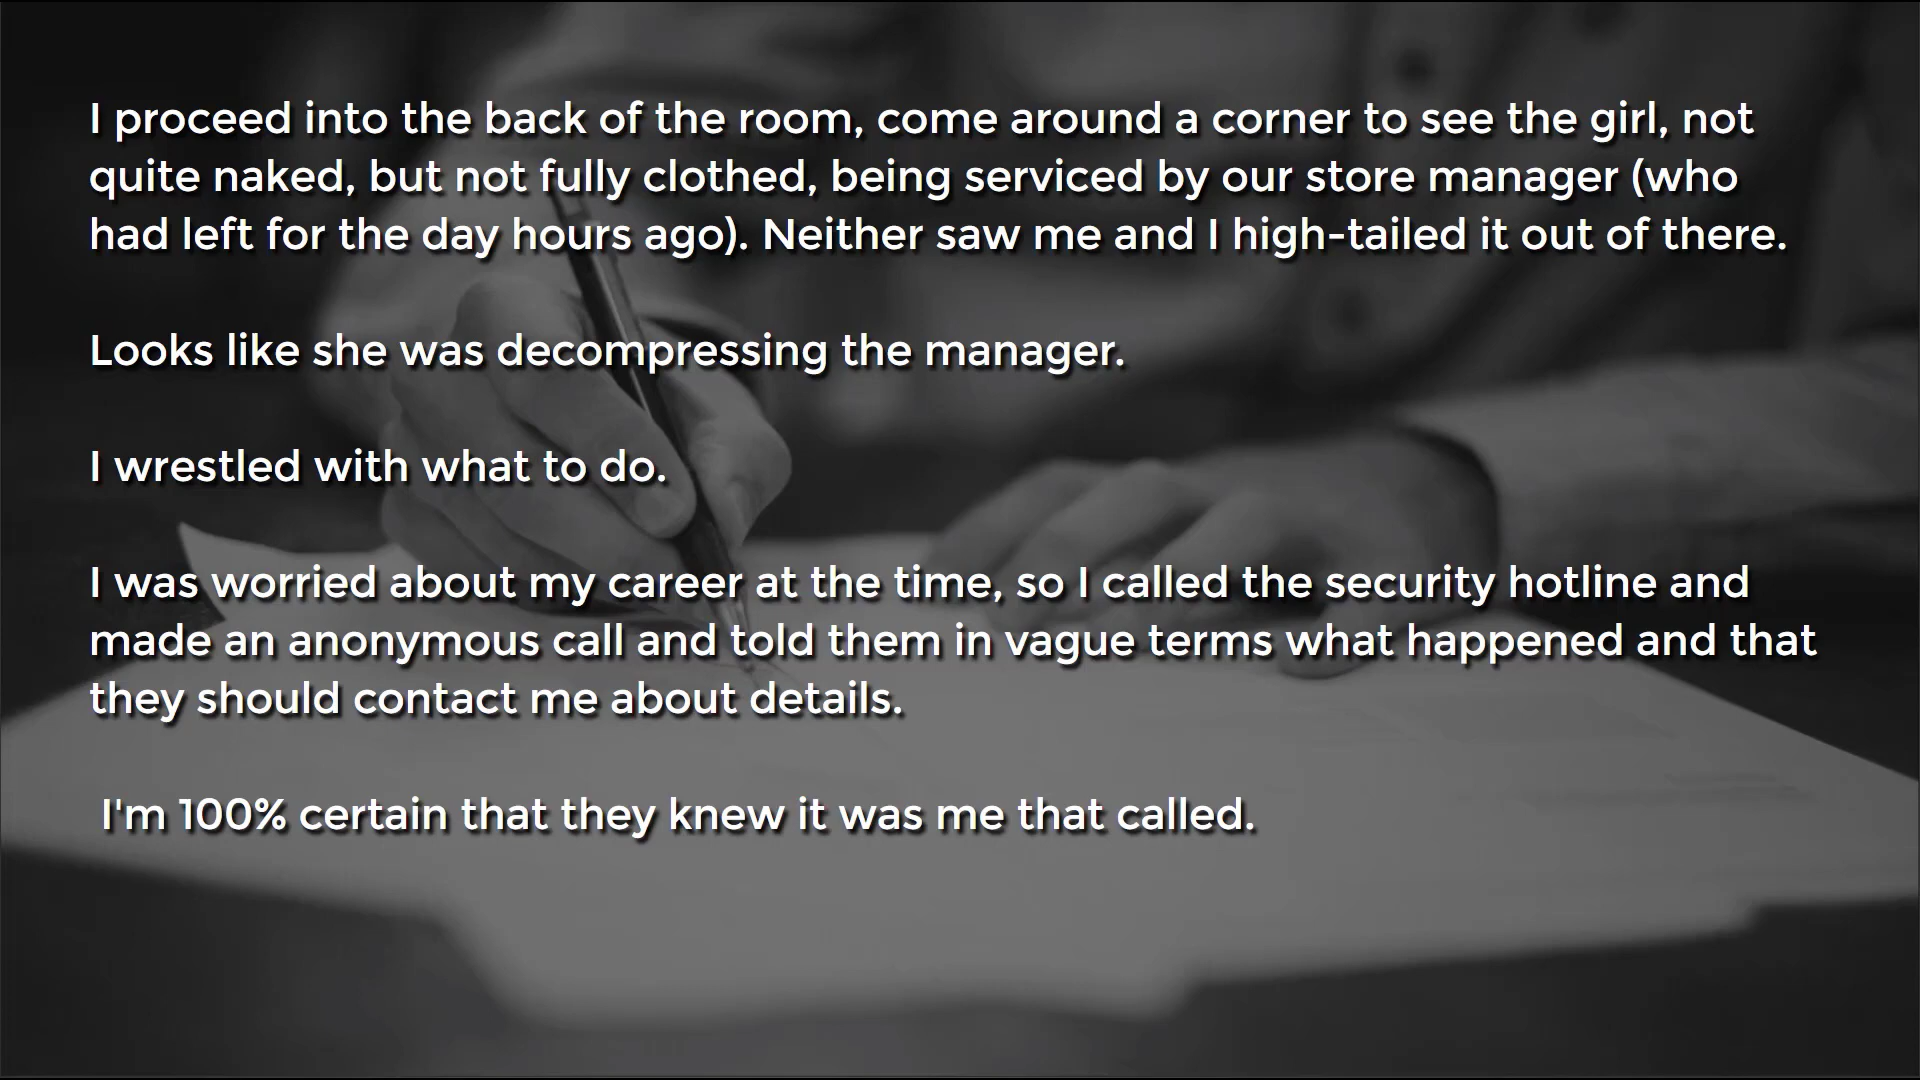 I proceed into the back of the room, come around a corner to see the girl, not
quite naked, but not fully clothed, being serviced by our store manager (who
had left for the day hours ago). Neither saw me and I high-tailed it out of there.
Looks like she was decompressing the manager.
I wrestled with what to do.
I was worried about my career at the time, so I called the security hotline and
made an anonymous call and told them in vague terms what happened and that
they should contact me about details.
I'm 100% certain that they knew it was me that called.